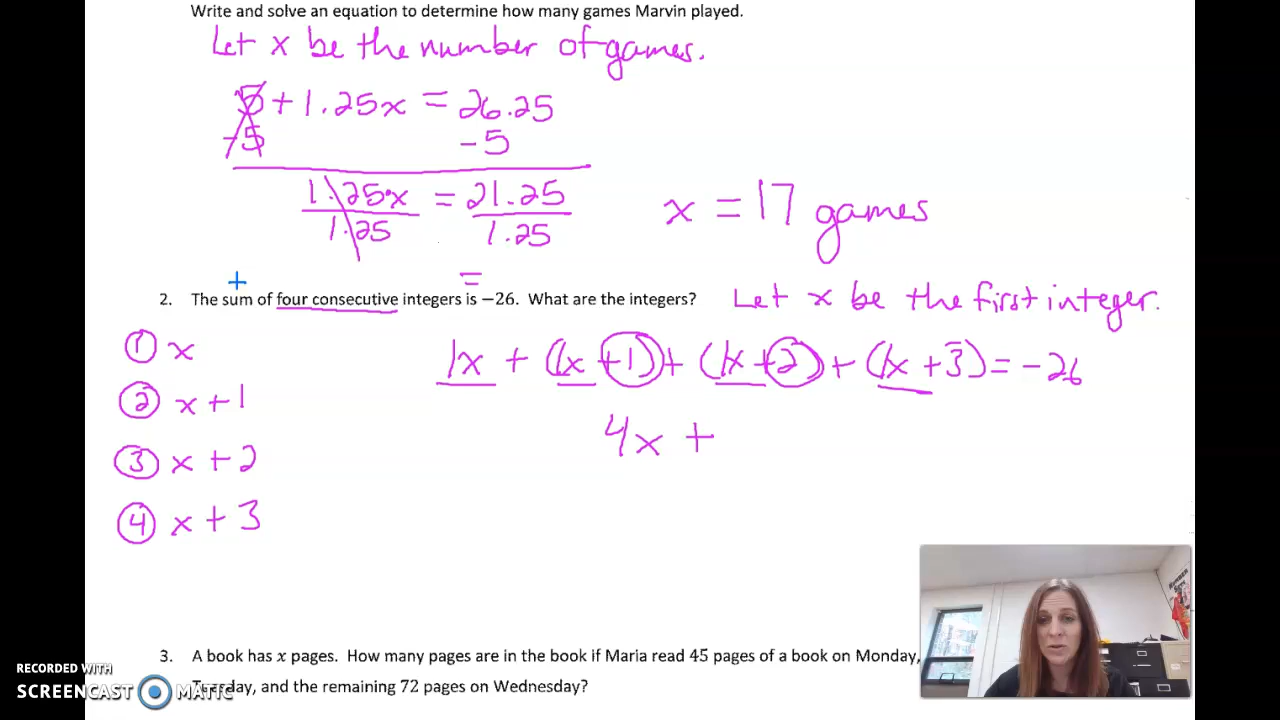 Write and solve an equation to determine how many games Marvin played.
Let x be the number of games.
5 + 1.25x = 26.25
-5 -5
1.25·x = 21.25
1.25 1.25
x = 17 games
+ =
2. The sum of four consecutive integers is −26. What are the integers?
Let x be the first integer.
① x
② x + 1
③ x + 2
④ x + 3
1x + (1x + 1) + (1x + 2) + (1x + 3) = -26
4x +
3. A book has x pages. How many pages are in the book if Maria read 45 pages of a book on Monday,
day, and the remaining 72 pages on Wednesday?
RECORDED WITH
SCREENCAST MATIC